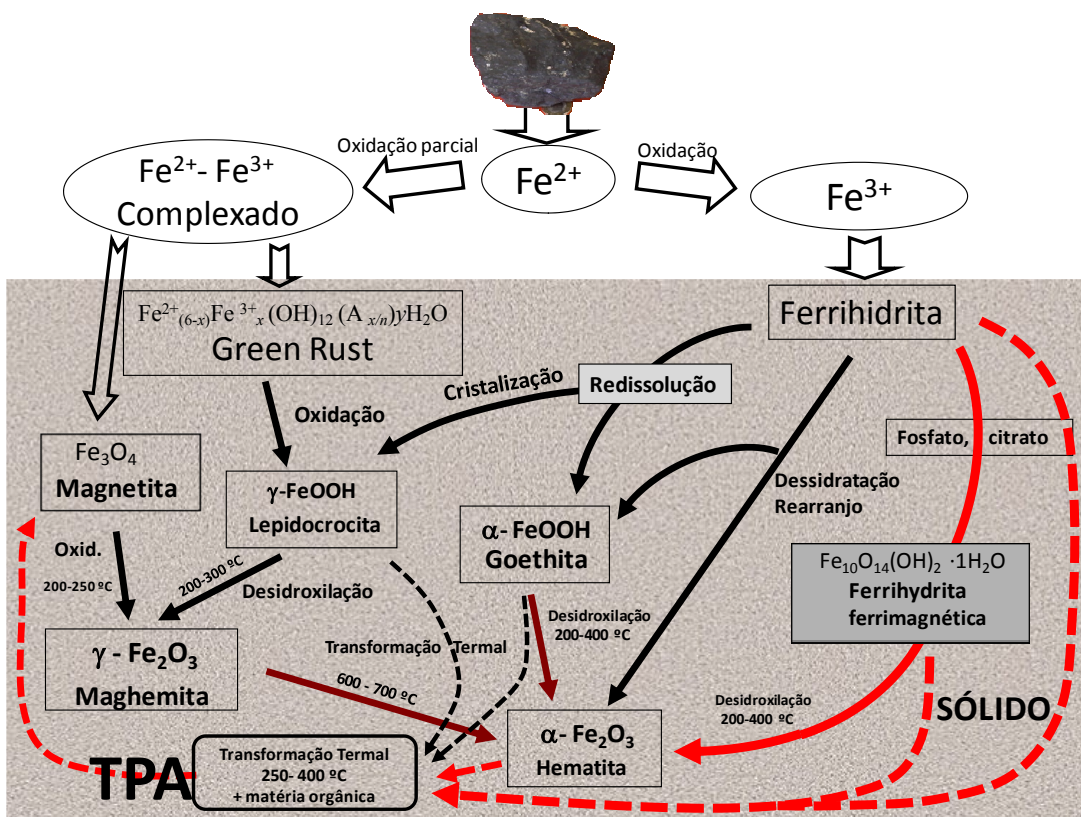 Oxidação parcial
Oxidação
Fe²⁺- Fe³⁺
Complexado
Fe²⁺
Fe³⁺
Fe²⁺₍₆₋ₓ₎Fe ³⁺ₓ (OH)₁₂ (A ₓ/ₙ)yH₂O
Green Rust
Ferrihidrita
Cristalização
Redissolução
Oxidação
Fosfato, citrato
Fe₃O₄
Magnetita
γ-FeOOH
Lepidocrocita
α- FeOOH
Goethita
Dessidratação
Rearranjo
Oxid.
200-250 ºC
200-300 ºC
Desidroxilação
Fe₁₀O₁₄(OH)₂ ·1H₂O
Ferrihydrita
ferrimagnética
Desidroxilação
200-400 ºC
γ - Fe₂O₃
Maghemita
Transformação Termal
600 - 700 ºC
Desidroxilação
200-400 ºC
SÓLIDO
α- Fe₂O₃
Hematita
TPA
Transformação Termal
250- 400 ºC
+ matéria orgânica